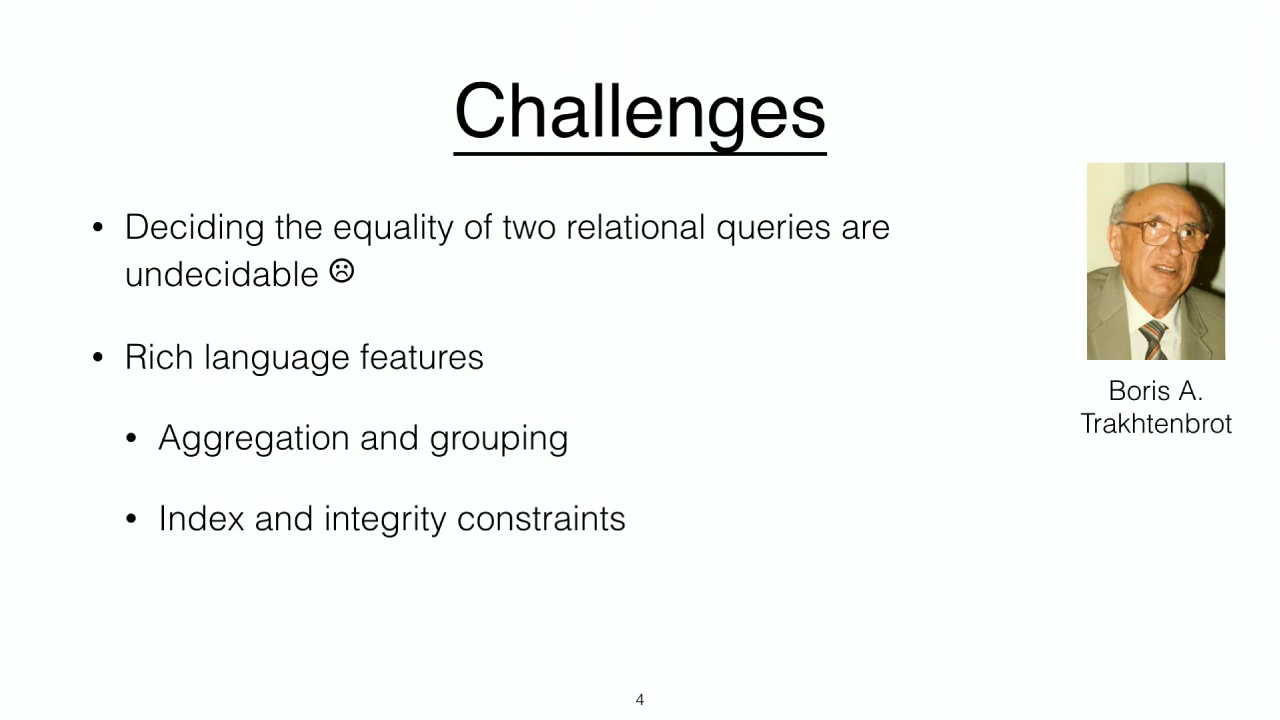 Challenges
• Deciding the equality of two relational queries are
undecidable ☹
• Rich language features
• Aggregation and grouping
• Index and integrity constraints
Boris A.
Trakhtenbrot
4